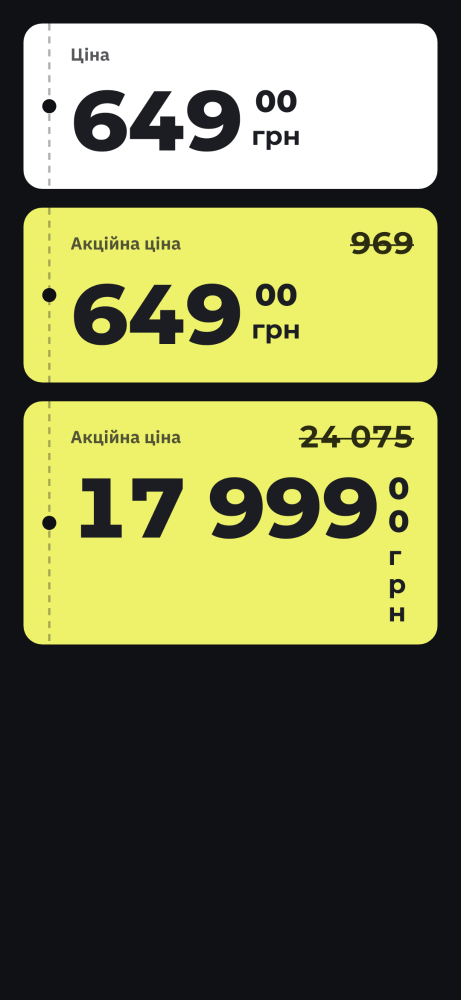 Ціна
649 00
грн
Акційна ціна 969
649 00
грн
Акційна ціна 24 075
17 999 0
0
г
р
н